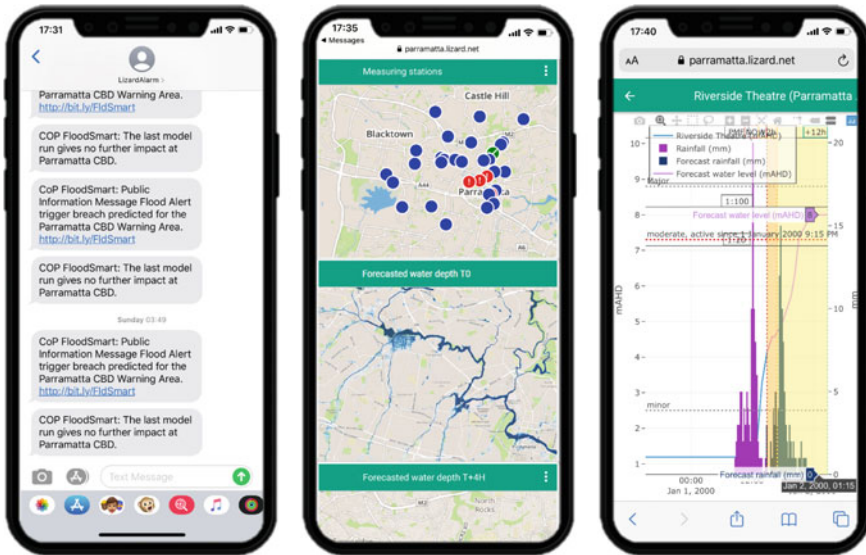 17:31
LizardAlarm >
Parramatta CBD Warning Area.
http://bit.ly/FldSmart
COP FloodSmart: The last model
run gives no further impact at
Parramatta CBD.
CoP FloodSmart: Public
Information Message Flood Alert
trigger breach predicted for the
Parramatta CBD Warning Area.
http://bit.ly/FldSmart
COP FloodSmart: The last model
run gives no further impact at
Parramatta CBD.
Sunday 03:49
CoP FloodSmart: Public
Information Message Flood Alert
trigger breach predicted for the
Parramatta CBD Warning Area.
http://bit.ly/FldSmart
COP FloodSmart: The last model
run gives no further impact at
Parramatta CBD.
Text Message
17:35
Messages
parramatta.lizard.net
Measuring stations
Castle Hill
Blacktown
M2
A44
A6
Forecasted water depth T0
Forecasted water depth T+4H
North
Rocks
M2
17:40
AA parramatta.lizard.net
Riverside Theatre (Parramatta
+12h
Riverside Theatre (mAHD)
Rainfall (mm)
Forecast rainfall (mm)
Forecast water level (mAHD)
10
20
Major
9
1:100
8
Forecast water level (mAHD) 8
moderate, active since 1 January 2000 9:15 PM
1:20
7
15
6
mAHD
10
mm
5
4
5
3
minor
2
1
0
Forecast rainfall (mm) 0
00:00
Jan 1, 2000
Jan 2, 2000, 01:15